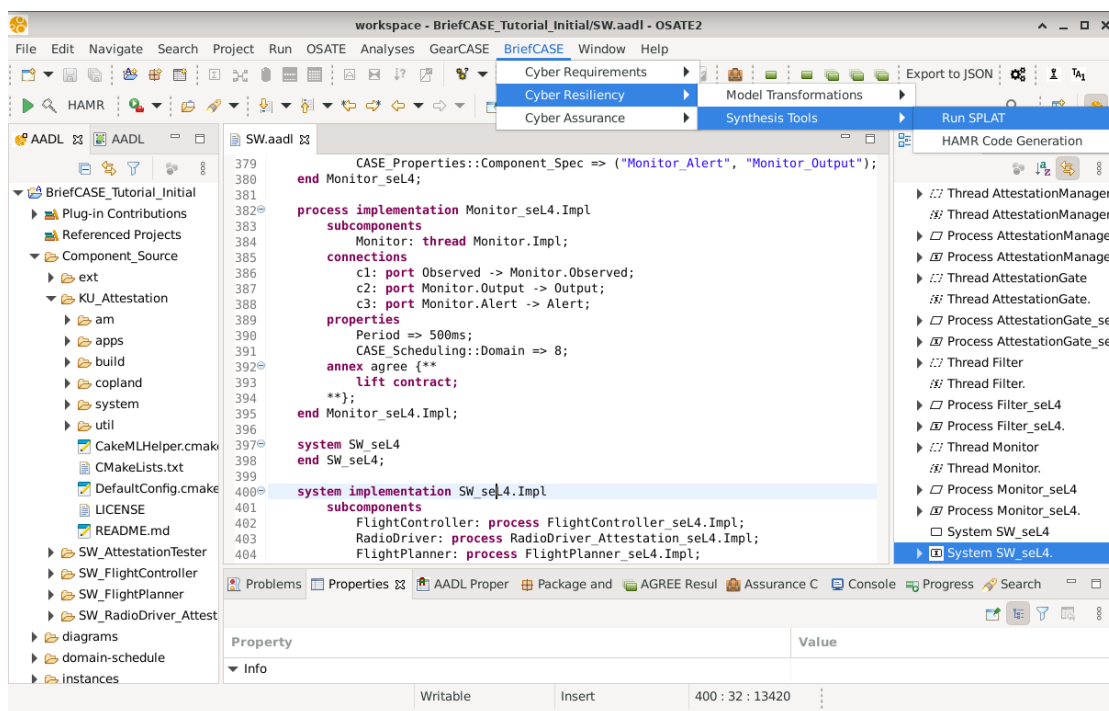 workspace - BriefCASE_Tutorial_Initial/SW.aadl - OSATE2
File Edit Navigate Search Project Run OSATE Analyses GearCASE BriefCASE Window Help
Cyber Requirements
Cyber Resiliency
Cyber Assurance
Model Transformations
Synthesis Tools
Run SPLAT
HAMR Code Generation
Export to JSON
HAMR
AADL
AADL
BriefCASE_Tutorial_Initial
Plug-in Contributions
Referenced Projects
Component_Source
ext
KU_Attestation
am
apps
build
copland
system
util
CakeMLHelper.cmak
CMakeLists.txt
DefaultConfig.cmake
LICENSE
README.md
SW_AttestationTester
SW_FlightController
SW_FlightPlanner
SW_RadioDriver_Attest
diagrams
domain-schedule
instances
SW.aadl
379 CASE_Properties::Component_Spec => ("Monitor_Alert", "Monitor_Output");
380 end Monitor_seL4;
381
382 process implementation Monitor_seL4.Impl
383 subcomponents
384 Monitor: thread Monitor.Impl;
385 connections
386 c1: port Observed -> Monitor.Observed;
387 c2: port Monitor.Output -> Output;
388 c3: port Monitor.Alert -> Alert;
389 properties
390 Period => 500ms;
391 CASE_Scheduling::Domain => 8;
392 annex agree {**
393 lift contract;
394 **};
395 end Monitor_seL4.Impl;
396
397 system SW_seL4
398 end SW_seL4;
399
400 system implementation SW_seL4.Impl
401 subcomponents
402 FlightController: process FlightController_seL4.Impl;
403 RadioDriver: process RadioDriver_Attestation_seL4.Impl;
404 FlightPlanner: process FlightPlanner_seL4.Impl;
Thread AttestationManager
Thread AttestationManager
Process AttestationManage
Process AttestationManage
Thread AttestationGate
Thread AttestationGate.
Process AttestationGate_se
Process AttestationGate_se
Thread Filter
Thread Filter.
Process Filter_seL4
Process Filter_seL4.
Thread Monitor
Thread Monitor.
Process Monitor_seL4
Process Monitor_seL4.
System SW_seL4
System SW_seL4.
Problems Properties AADL Proper Package and AGREE Resul Assurance C Console Progress Search
Property Value
Info
Writable Insert 400 : 32 : 13420